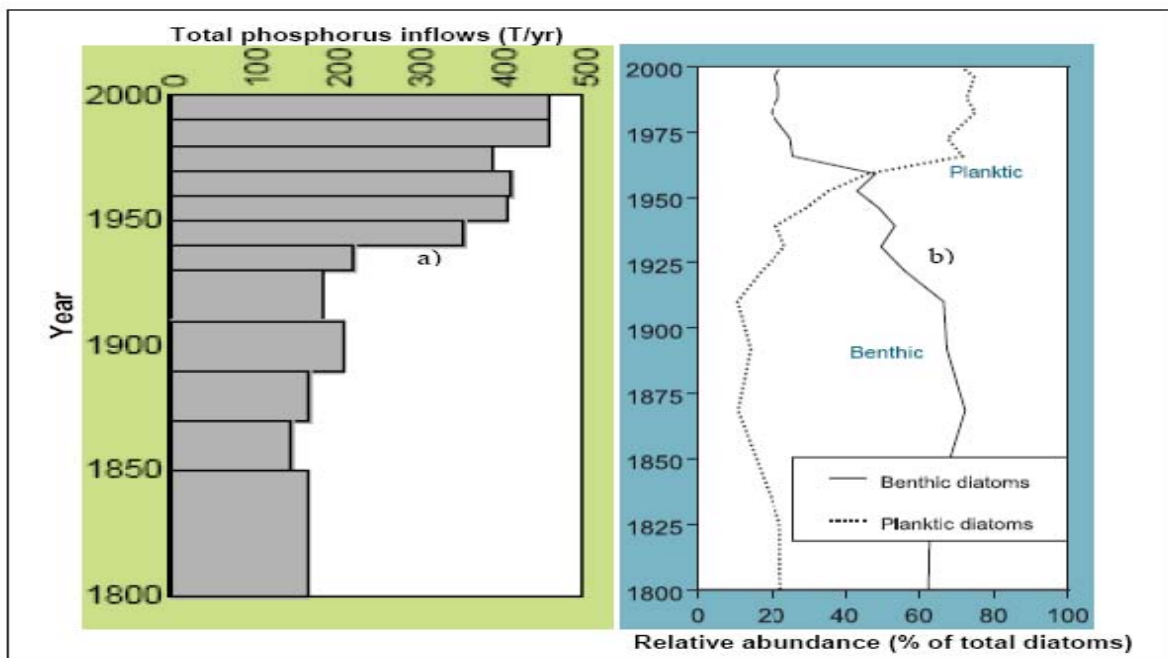 Total phosphorus inflows (T/yr)
0 100 200 300 400 500
2000
1950
1900
1850
1800
Year
a)
2000
1975
1950
1925
1900
1875
1850
1825
1800
Planktic
b)
Benthic
Benthic diatoms
Planktic diatoms
0 20 40 60 80 100
Relative abundance (% of total diatoms)